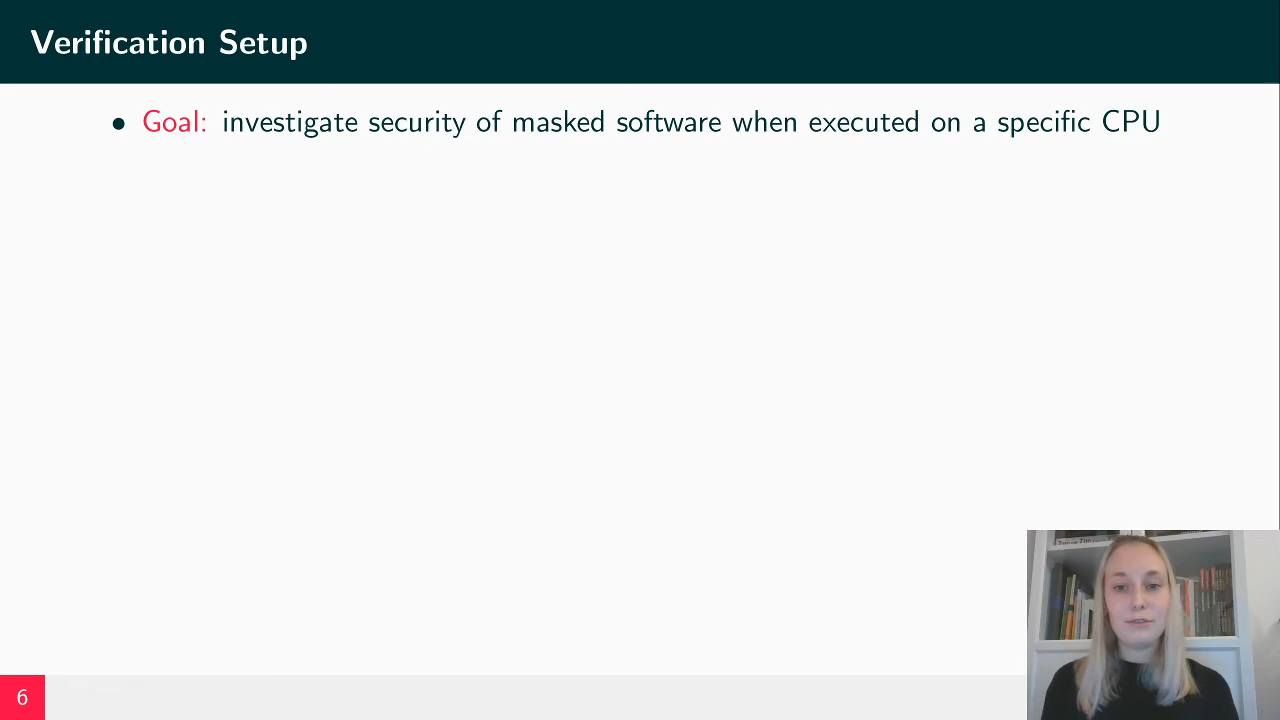 Verification Setup
• Goal: investigate security of masked software when executed on a specific CPU
6